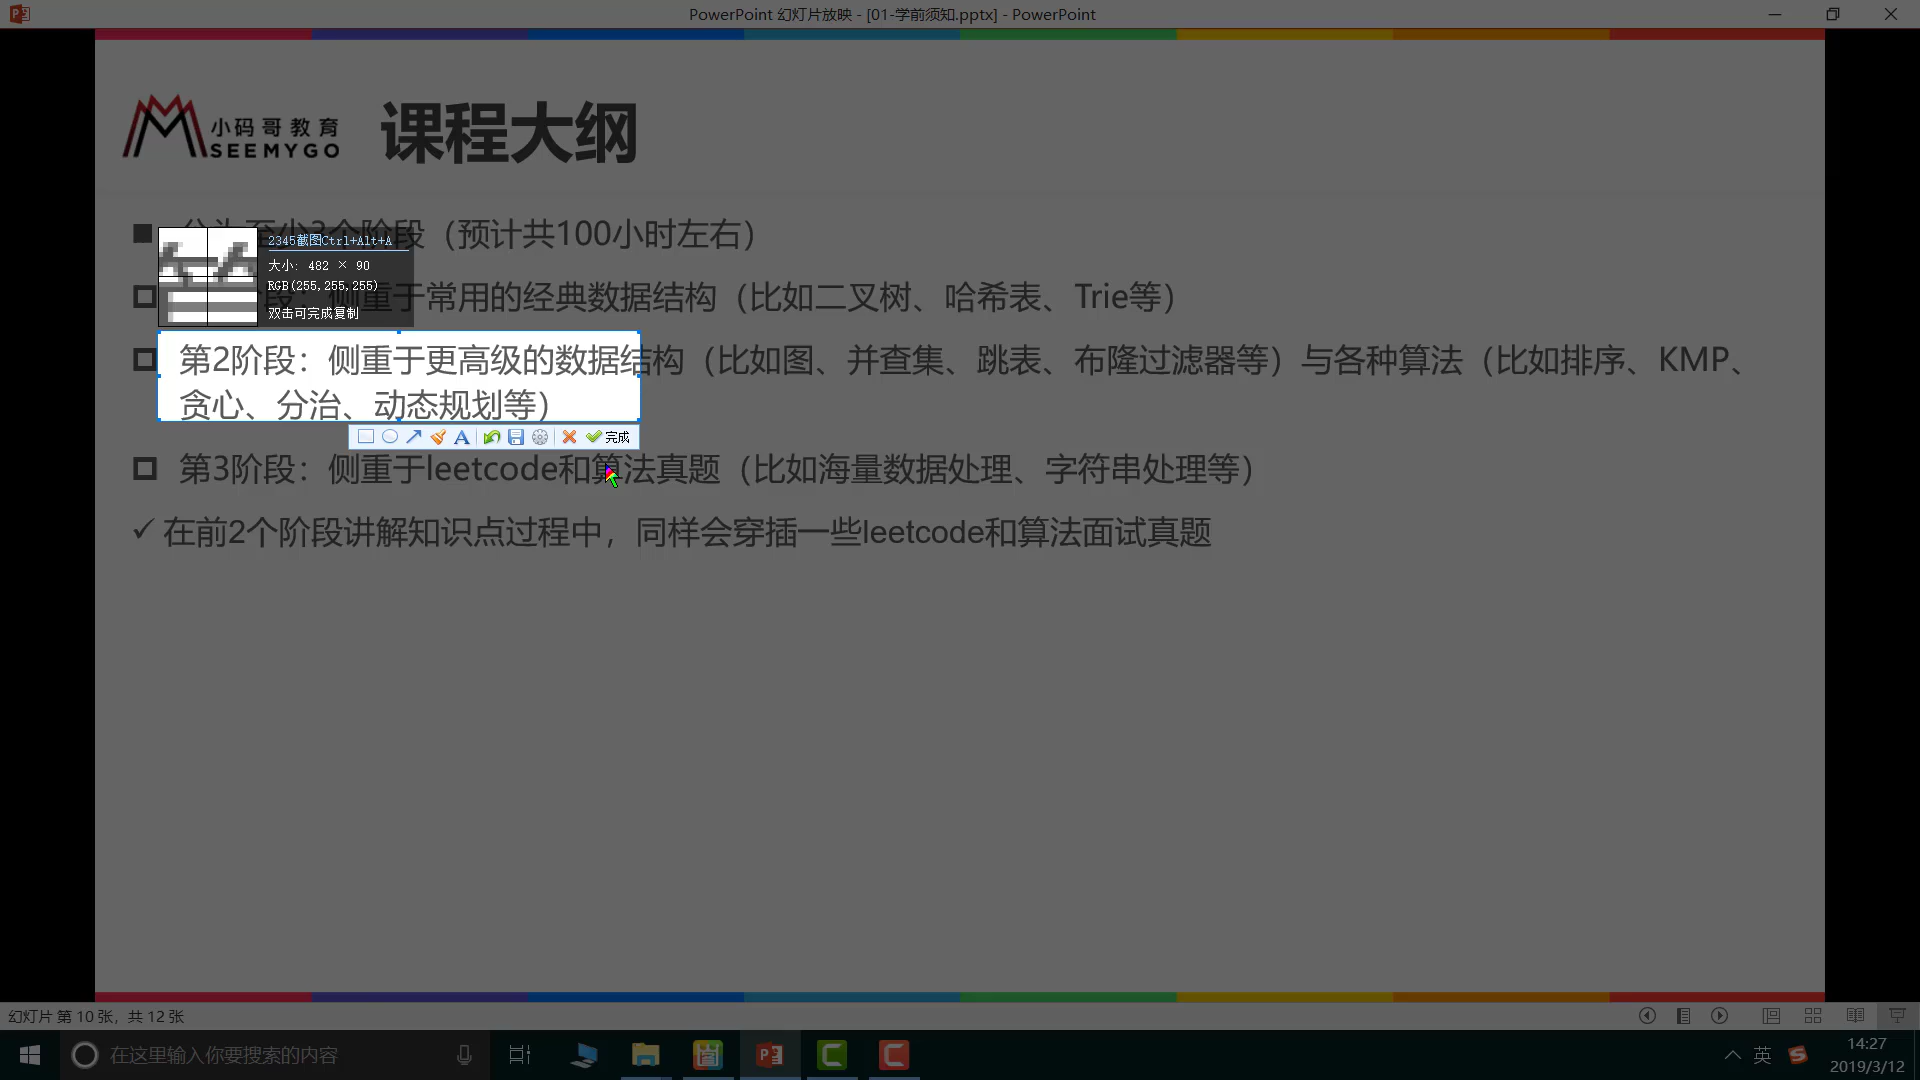 PowerPoint 幻灯片放映 - [01-学前须知.pptx] - PowerPoint
小码哥教育
SEEMYGO
课程大纲
分为至少3个阶段（预计共100小时左右）
2345截图Ctrl+Alt+A
大小: 482 × 90
RGB(255,255,255)
双击可完成复制
段：侧重于常用的经典数据结构（比如二叉树、哈希表、Trie等）
第2阶段：侧重于更高级的数据结构（比如图、并查集、跳表、布隆过滤器等）与各种算法（比如排序、KMP、
贪心、分治、动态规划等）
完成
第3阶段：侧重于leetcode和算法真题（比如海量数据处理、字符串处理等）
在前2个阶段讲解知识点过程中，同样会穿插一些leetcode和算法面试真题
幻灯片 第 10 张，共 12 张
在这里输入你要搜索的内容
英
14:27
2019/3/12